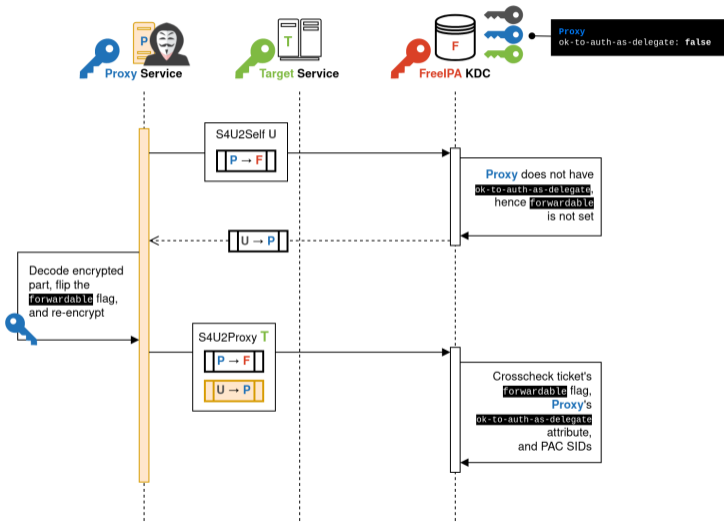 P
T
F
Proxy
ok-to-auth-as-delegate: false
Proxy Service
Target Service
FreeIPA KDC
S4U2Self U
P → F
Proxy does not have
ok-to-auth-as-delegate,
hence forwardable
is not set
U → P
Decode encrypted
part, flip the
forwardable flag,
and re-encrypt
S4U2Proxy T
P → F
U → P
Crosscheck ticket's
forwardable flag,
Proxy's
ok-to-auth-as-delegate
attribute,
and PAC SIDs